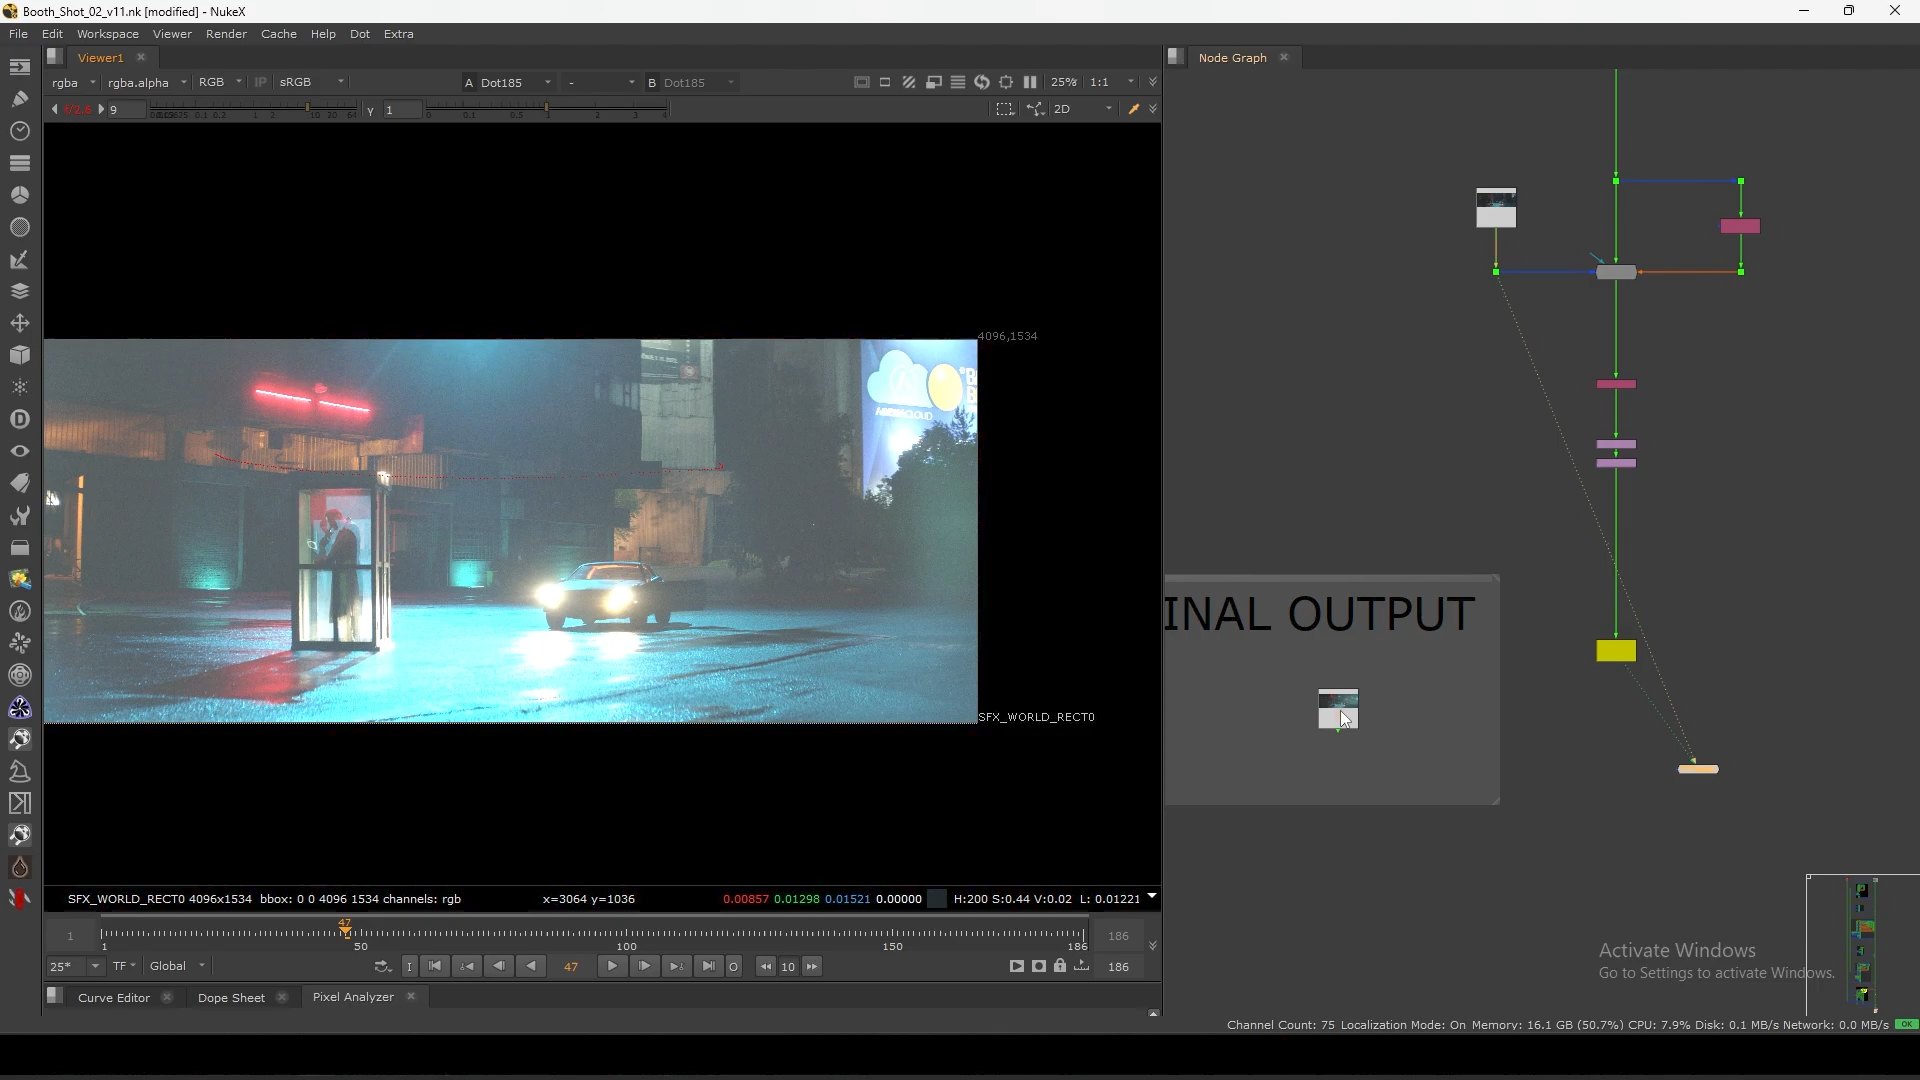 Booth_Shot_02_v11.nk [modified] - NukeX
File Edit Workspace Viewer Render Cache Help Dot Extra
Viewer1
Node Graph
rgba rgba.alpha RGB IP sRGB A Dot185 - B Dot185 25% 1:1
f/2.6 9 γ 1 2D
4096,1534
SFX_WORLD_RECT0
INAL OUTPUT
SFX_WORLD_RECT0 4096x1534 bbox: 0 0 4096 1534 channels: rgb x=3064 y=1036 0.00857 0.01298 0.01521 0.00000 H:200 S:0.44 V:0.02 L: 0.01221
47
1 186
1 50 100 150 186
25* TF Global I 47 O 10 186
Curve Editor Dope Sheet Pixel Analyzer
Activate Windows
Go to Settings to activate Windows.
Channel Count: 75 Localization Mode: On Memory: 16.1 GB (50.7%) CPU: 7.9% Disk: 0.1 MB/s Network: 0.0 MB/s OK